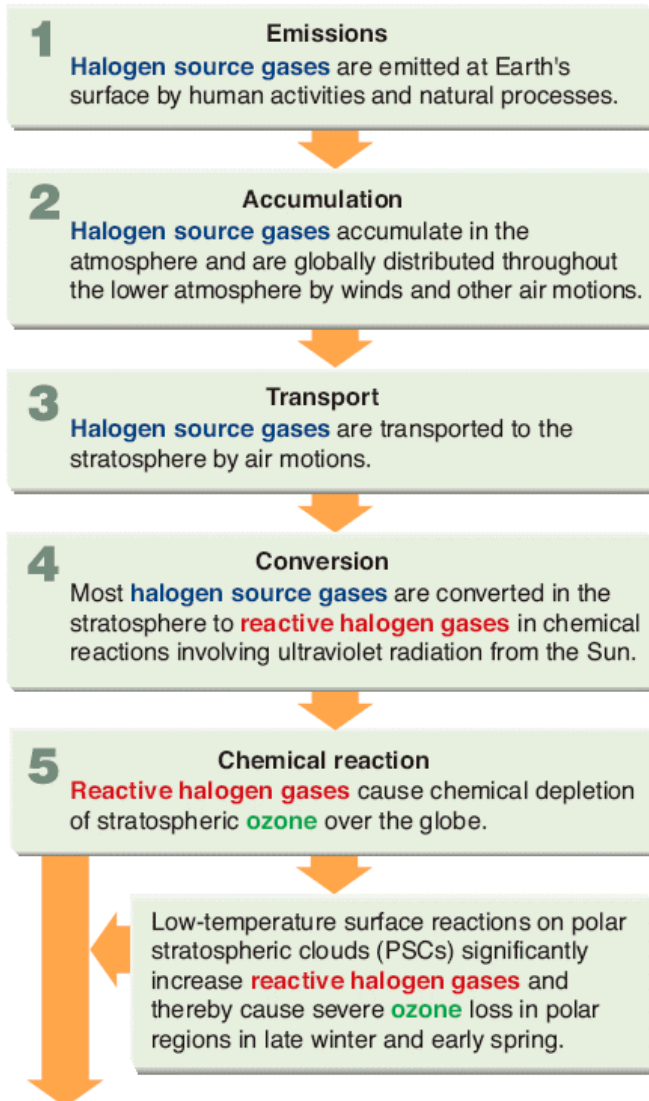 1
Emissions
Halogen source gases are emitted at Earth's
surface by human activities and natural processes.
2
Accumulation
Halogen source gases accumulate in the
atmosphere and are globally distributed throughout
the lower atmosphere by winds and other air motions.
3
Transport
Halogen source gases are transported to the
stratosphere by air motions.
4
Conversion
Most halogen source gases are converted in the
stratosphere to reactive halogen gases in chemical
reactions involving ultraviolet radiation from the Sun.
5
Chemical reaction
Reactive halogen gases cause chemical depletion
of stratospheric ozone over the globe.
Low-temperature surface reactions on polar
stratospheric clouds (PSCs) significantly
increase reactive halogen gases and
thereby cause severe ozone loss in polar
regions in late winter and early spring.